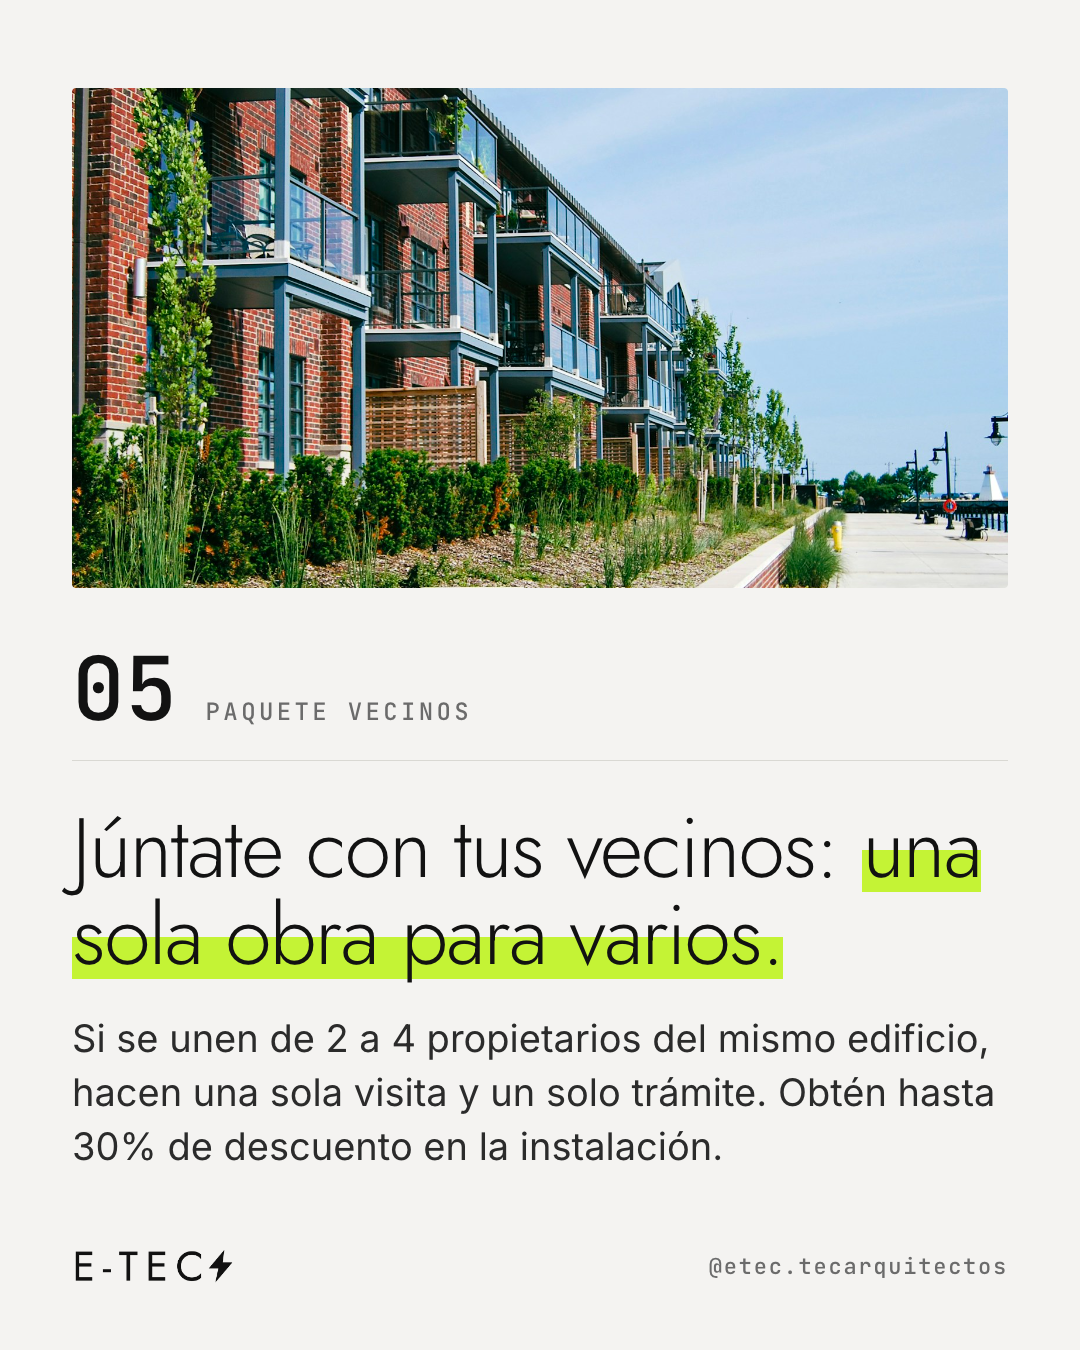 05 PAQUETE VECINOS
Júntate con tus vecinos: una
sola obra para varios.
Si se unen de 2 a 4 propietarios del mismo edificio,
hacen una sola visita y un solo trámite. Obtén hasta
30% de descuento en la instalación.
E-TEC
@etec.tecarquitectos